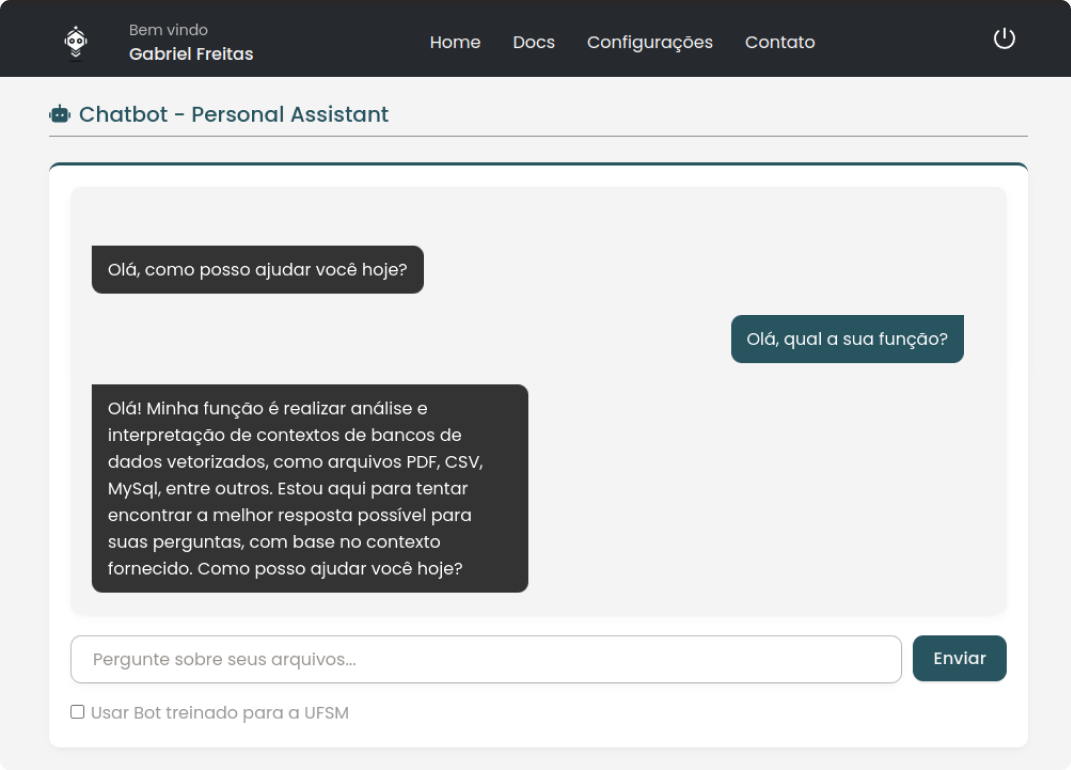 Bem vindo
Gabriel Freitas
Home
Docs
Configurações
Contato
Chatbot - Personal Assistant
Olá, como posso ajudar você hoje?
Olá, qual a sua função?
Olá! Minha função é realizar análise e
interpretação de contextos de bancos de
dados vetorizados, como arquivos PDF, CSV,
MySql, entre outros. Estou aqui para tentar
encontrar a melhor resposta possível para
suas perguntas, com base no contexto
fornecido. Como posso ajudar você hoje?
Pergunte sobre seus arquivos...
Enviar
Usar Bot treinado para a UFSM